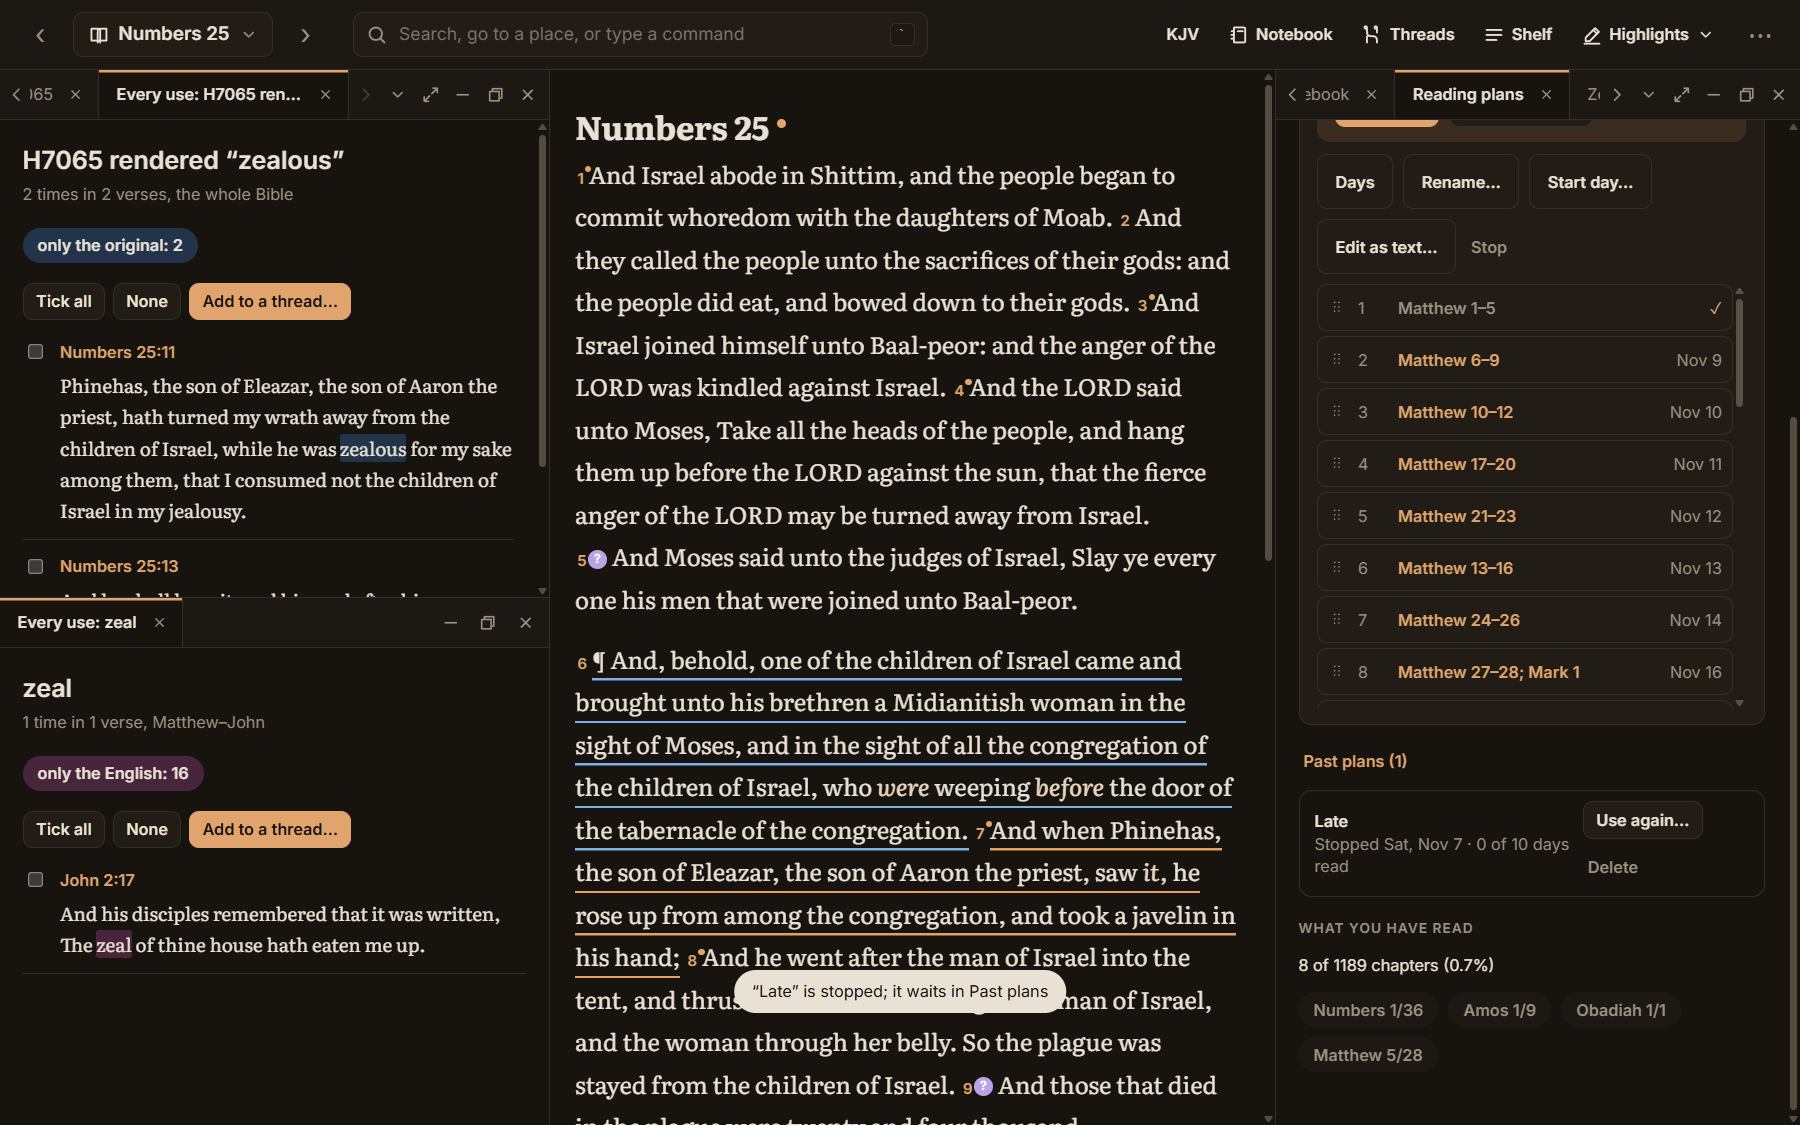 Numbers 25
Search, go to a place, or type a command
`
KJV
Notebook
Threads
Shelf
Highlights
065
Every use: H7065 ren...
H7065 rendered “zealous”
2 times in 2 verses, the whole Bible
only the original: 2
Tick all
None
Add to a thread...
Numbers 25:11
Phinehas, the son of Eleazar, the son of Aaron the
priest, hath turned my wrath away from the
children of Israel, while he was zealous for my sake
among them, that I consumed not the children of
Israel in my jealousy.
Numbers 25:13
Every use: zeal
zeal
1 time in 1 verse, Matthew–John
only the English: 16
Tick all
None
Add to a thread...
John 2:17
And his disciples remembered that it was written,
The zeal of thine house hath eaten me up.
Numbers 25
1 And Israel abode in Shittim, and the people began to
commit whoredom with the daughters of Moab. 2 And
they called the people unto the sacrifices of their gods: and
the people did eat, and bowed down to their gods. 3 And
Israel joined himself unto Baal-peor: and the anger of the
LORD was kindled against Israel. 4 And the LORD said
unto Moses, Take all the heads of the people, and hang
them up before the LORD against the sun, that the fierce
anger of the LORD may be turned away from Israel.
5 ? And Moses said unto the judges of Israel, Slay ye every
one his men that were joined unto Baal-peor.
6 ¶ And, behold, one of the children of Israel came and
brought unto his brethren a Midianitish woman in the
sight of Moses, and in the sight of all the congregation of
the children of Israel, who were weeping before the door of
the tabernacle of the congregation. 7 And when Phinehas,
the son of Eleazar, the son of Aaron the priest, saw it, he
rose up from among the congregation, and took a javelin in
his hand; 8 And he went after the man of Israel into the
tent, and thrus man of Israel,
and the woman through her belly. So the plague was
stayed from the children of Israel. 9 ? And those that died
in the plague were twenty and four thousand.
“Late” is stopped; it waits in Past plans
ebook
Reading plans
Days
Rename...
Start day...
Edit as text...
Stop
1 Matthew 1–5 ✓
2 Matthew 6–9 Nov 9
3 Matthew 10–12 Nov 10
4 Matthew 17–20 Nov 11
5 Matthew 21–23 Nov 12
6 Matthew 13–16 Nov 13
7 Matthew 24–26 Nov 14
8 Matthew 27–28; Mark 1 Nov 16
Past plans (1)
Late
Stopped Sat, Nov 7 · 0 of 10 days
read
Use again...
Delete
WHAT YOU HAVE READ
8 of 1189 chapters (0.7%)
Numbers 1/36
Amos 1/9
Obadiah 1/1
Matthew 5/28